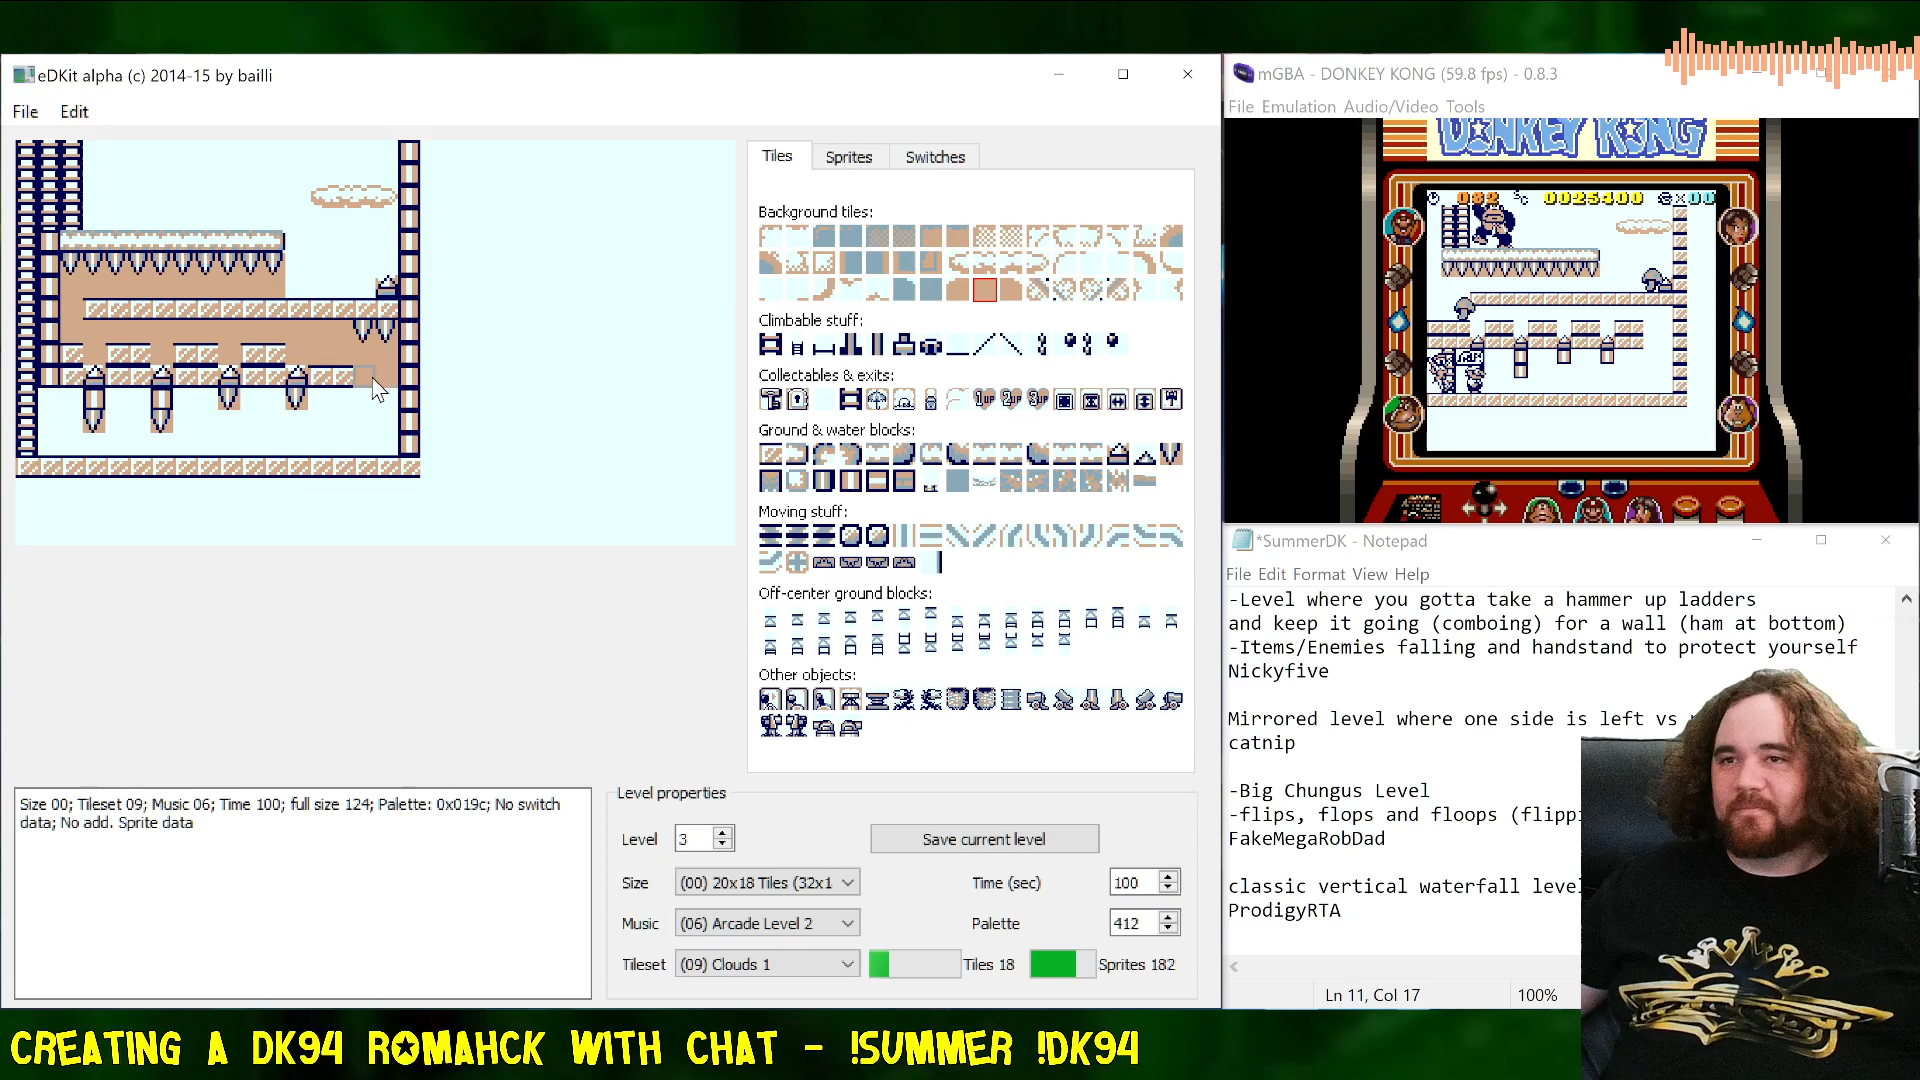 eDKit alpha (c) 2014-15 by bailli
File Edit
Tiles Sprites Switches
Background tiles:
Climbable stuff:
Collectables & exits:
1UP 2UP 3UP
Ground & water blocks:
Moving stuff:
Off-center ground blocks:
Other objects:
Size 00; Tileset 09; Music 06; Time 100; full size 124; Palette: 0x019c; No switch
data; No add. Sprite data
Level properties
Level 3 Save current level
Size (00) 20x18 Tiles (32x1 Time (sec) 100
Music (06) Arcade Level 2 Palette 412
Tileset (09) Clouds 1 Tiles 18 Sprites 182
mGBA - DONKEY KONG (59.8 fps) - 0.8.3
File Emulation Audio/Video Tools
DONKEY KONG
082 0025400 x00
*SummerDK - Notepad
File Edit Format View Help
-Level where you gotta take a hammer up ladders
and keep it going (comboing) for a wall (ham at bottom)
-Items/Enemies falling and handstand to protect yourself
Nickyfive
Mirrored level where one side is left vs
catnip
-Big Chungus Level
-flips, flops and floops (flippi
FakeMegaRobDad
classic vertical waterfall level
ProdigyRTA
Ln 11, Col 17 100%
CREATING A DK94 ROMAHCK WITH CHAT - !SUMMER !DK94